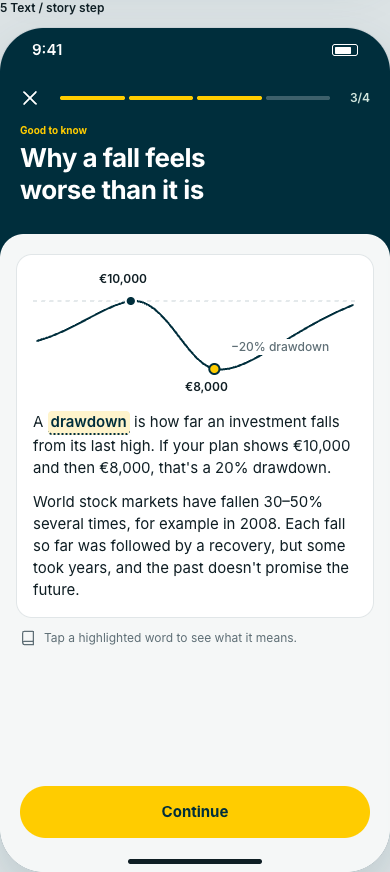 5 Text / story step
9:41
3/4
Good to know
Why a fall feels
worse than it is
€10,000
−20% drawdown
€8,000
A drawdown is how far an investment falls
from its last high. If your plan shows €10,000
and then €8,000, that's a 20% drawdown.
World stock markets have fallen 30–50%
several times, for example in 2008. Each fall
so far was followed by a recovery, but some
took years, and the past doesn't promise the
future.
Tap a highlighted word to see what it means.
Continue